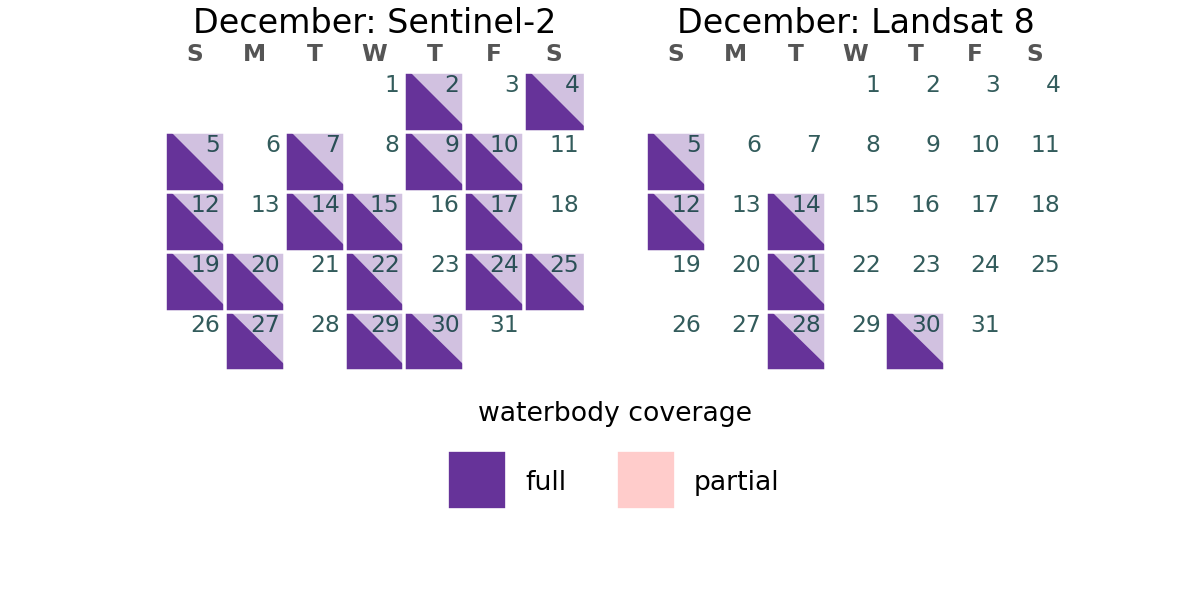 December: Sentinel-2
S M T W T F S
1 2 3 4
5 6 7 8 9 10 11
12 13 14 15 16 17 18
19 20 21 22 23 24 25
26 27 28 29 30 31
December: Landsat 8
S M T W T F S
1 2 3 4
5 6 7 8 9 10 11
12 13 14 15 16 17 18
19 20 21 22 23 24 25
26 27 28 29 30 31
waterbody coverage
full partial